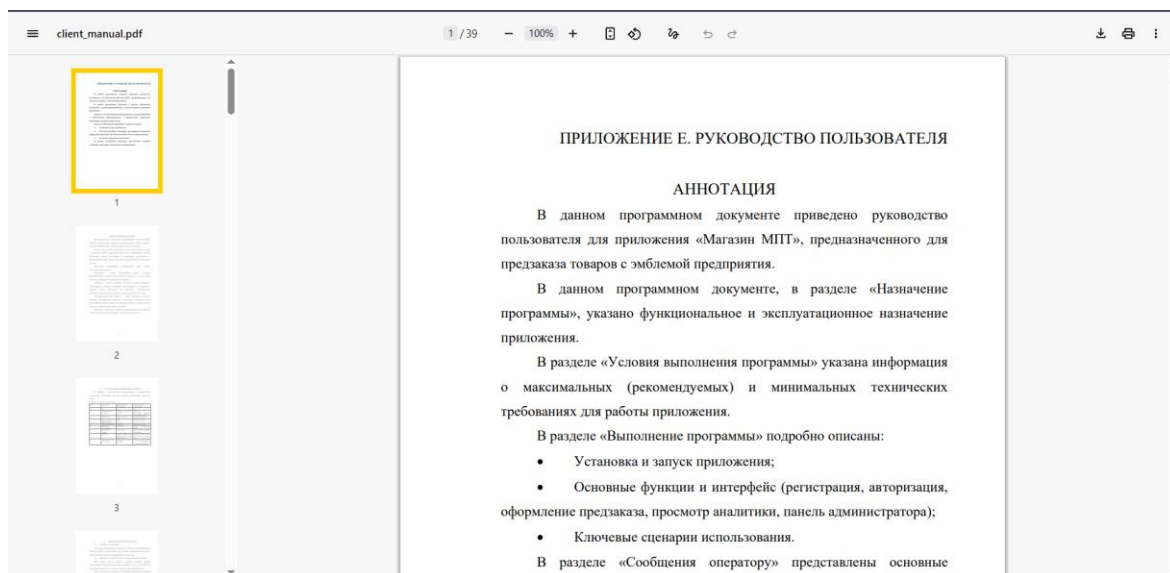 client_manual.pdf
1 / 39
100%
1
2
3
ПРИЛОЖЕНИЕ Е. РУКОВОДСТВО ПОЛЬЗОВАТЕЛЯ
АННОТАЦИЯ
В данном программном документе приведено руководство
пользователя для приложения «Магазин МПТ», предназначенного для
предзаказа товаров с эмблемой предприятия.
В данном программном документе, в разделе «Назначение
программы», указано функциональное и эксплуатационное назначение
приложения.
В разделе «Условия выполнения программы» указана информация
о максимальных (рекомендуемых) и минимальных технических
требованиях для работы приложения.
В разделе «Выполнение программы» подробно описаны:
• Установка и запуск приложения;
• Основные функции и интерфейс (регистрация, авторизация,
оформление предзаказа, просмотр аналитики, панель администратора);
• Ключевые сценарии использования.
В разделе «Сообщения оператору» представлены основные